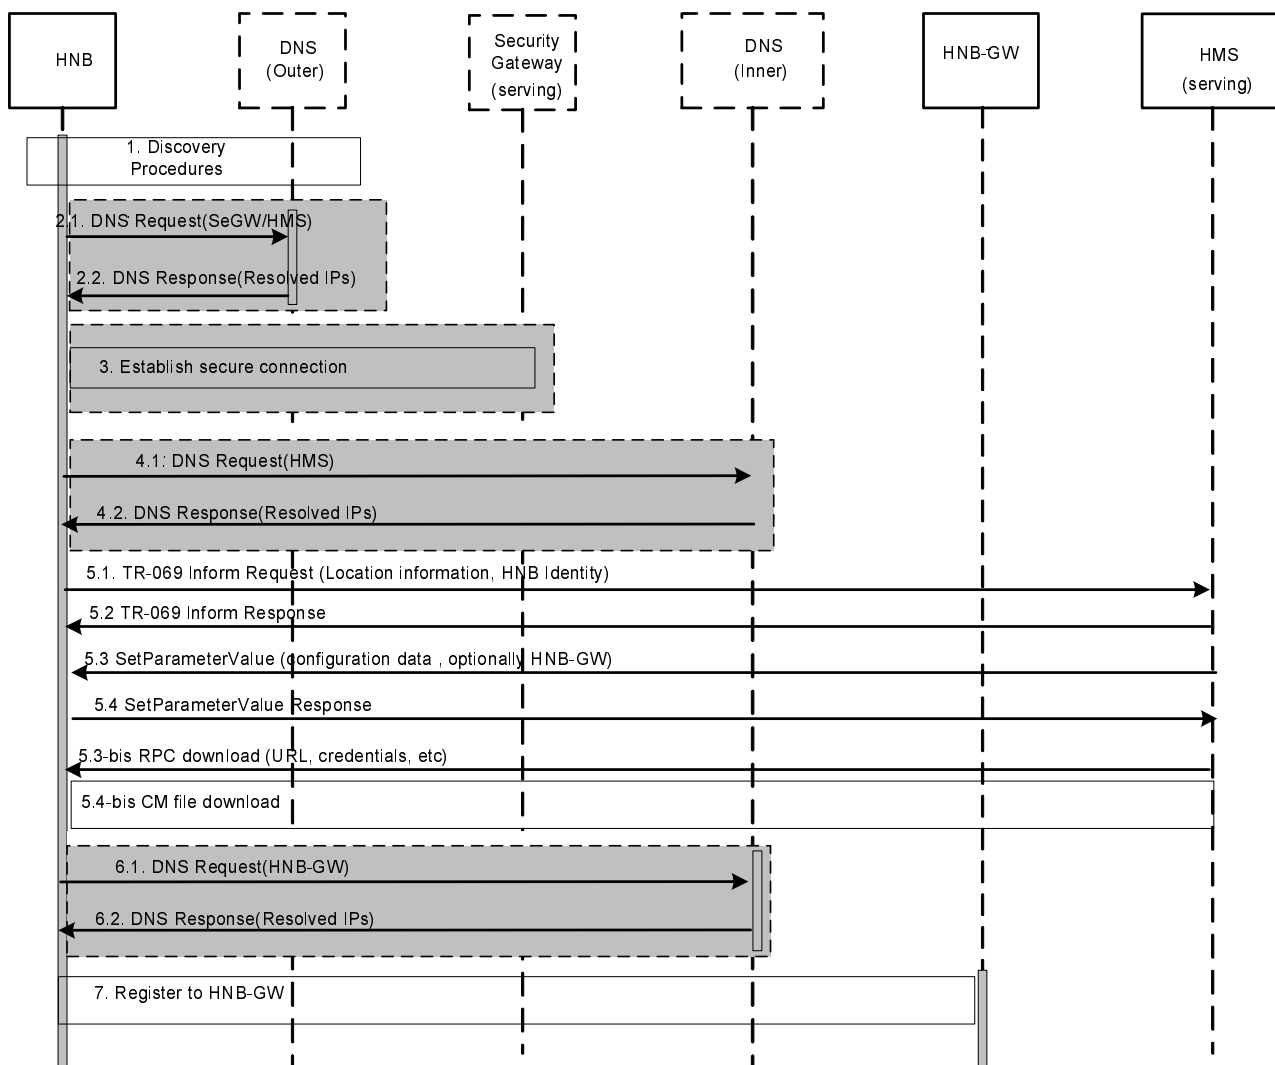 HNB
DNS
(Outer)
Security
Gateway
(serving)
DNS
(Inner)
HNB-GW
HMS
(serving)
1. Discovery
Procedures
2.1. DNS Request(SeGW/HMS)
2.2. DNS Response(Resolved IPs)
3. Establish secure connection
4.1. DNS Request(HMS)
4.2. DNS Response(Resolved IPs)
5.1. TR-069 Inform Request (Location information, HNB Identity)
5.2 TR-069 Inform Response
5.3 SetParameterValue (configuration data , optionally HNB-GW)
5.4 SetParameterValue Response
5.3-bis RPC download (URL, credentials, etc)
5.4-bis CM file download
6.1. DNS Request(HNB-GW)
6.2. DNS Response(Resolved IPs)
7. Register to HNB-GW